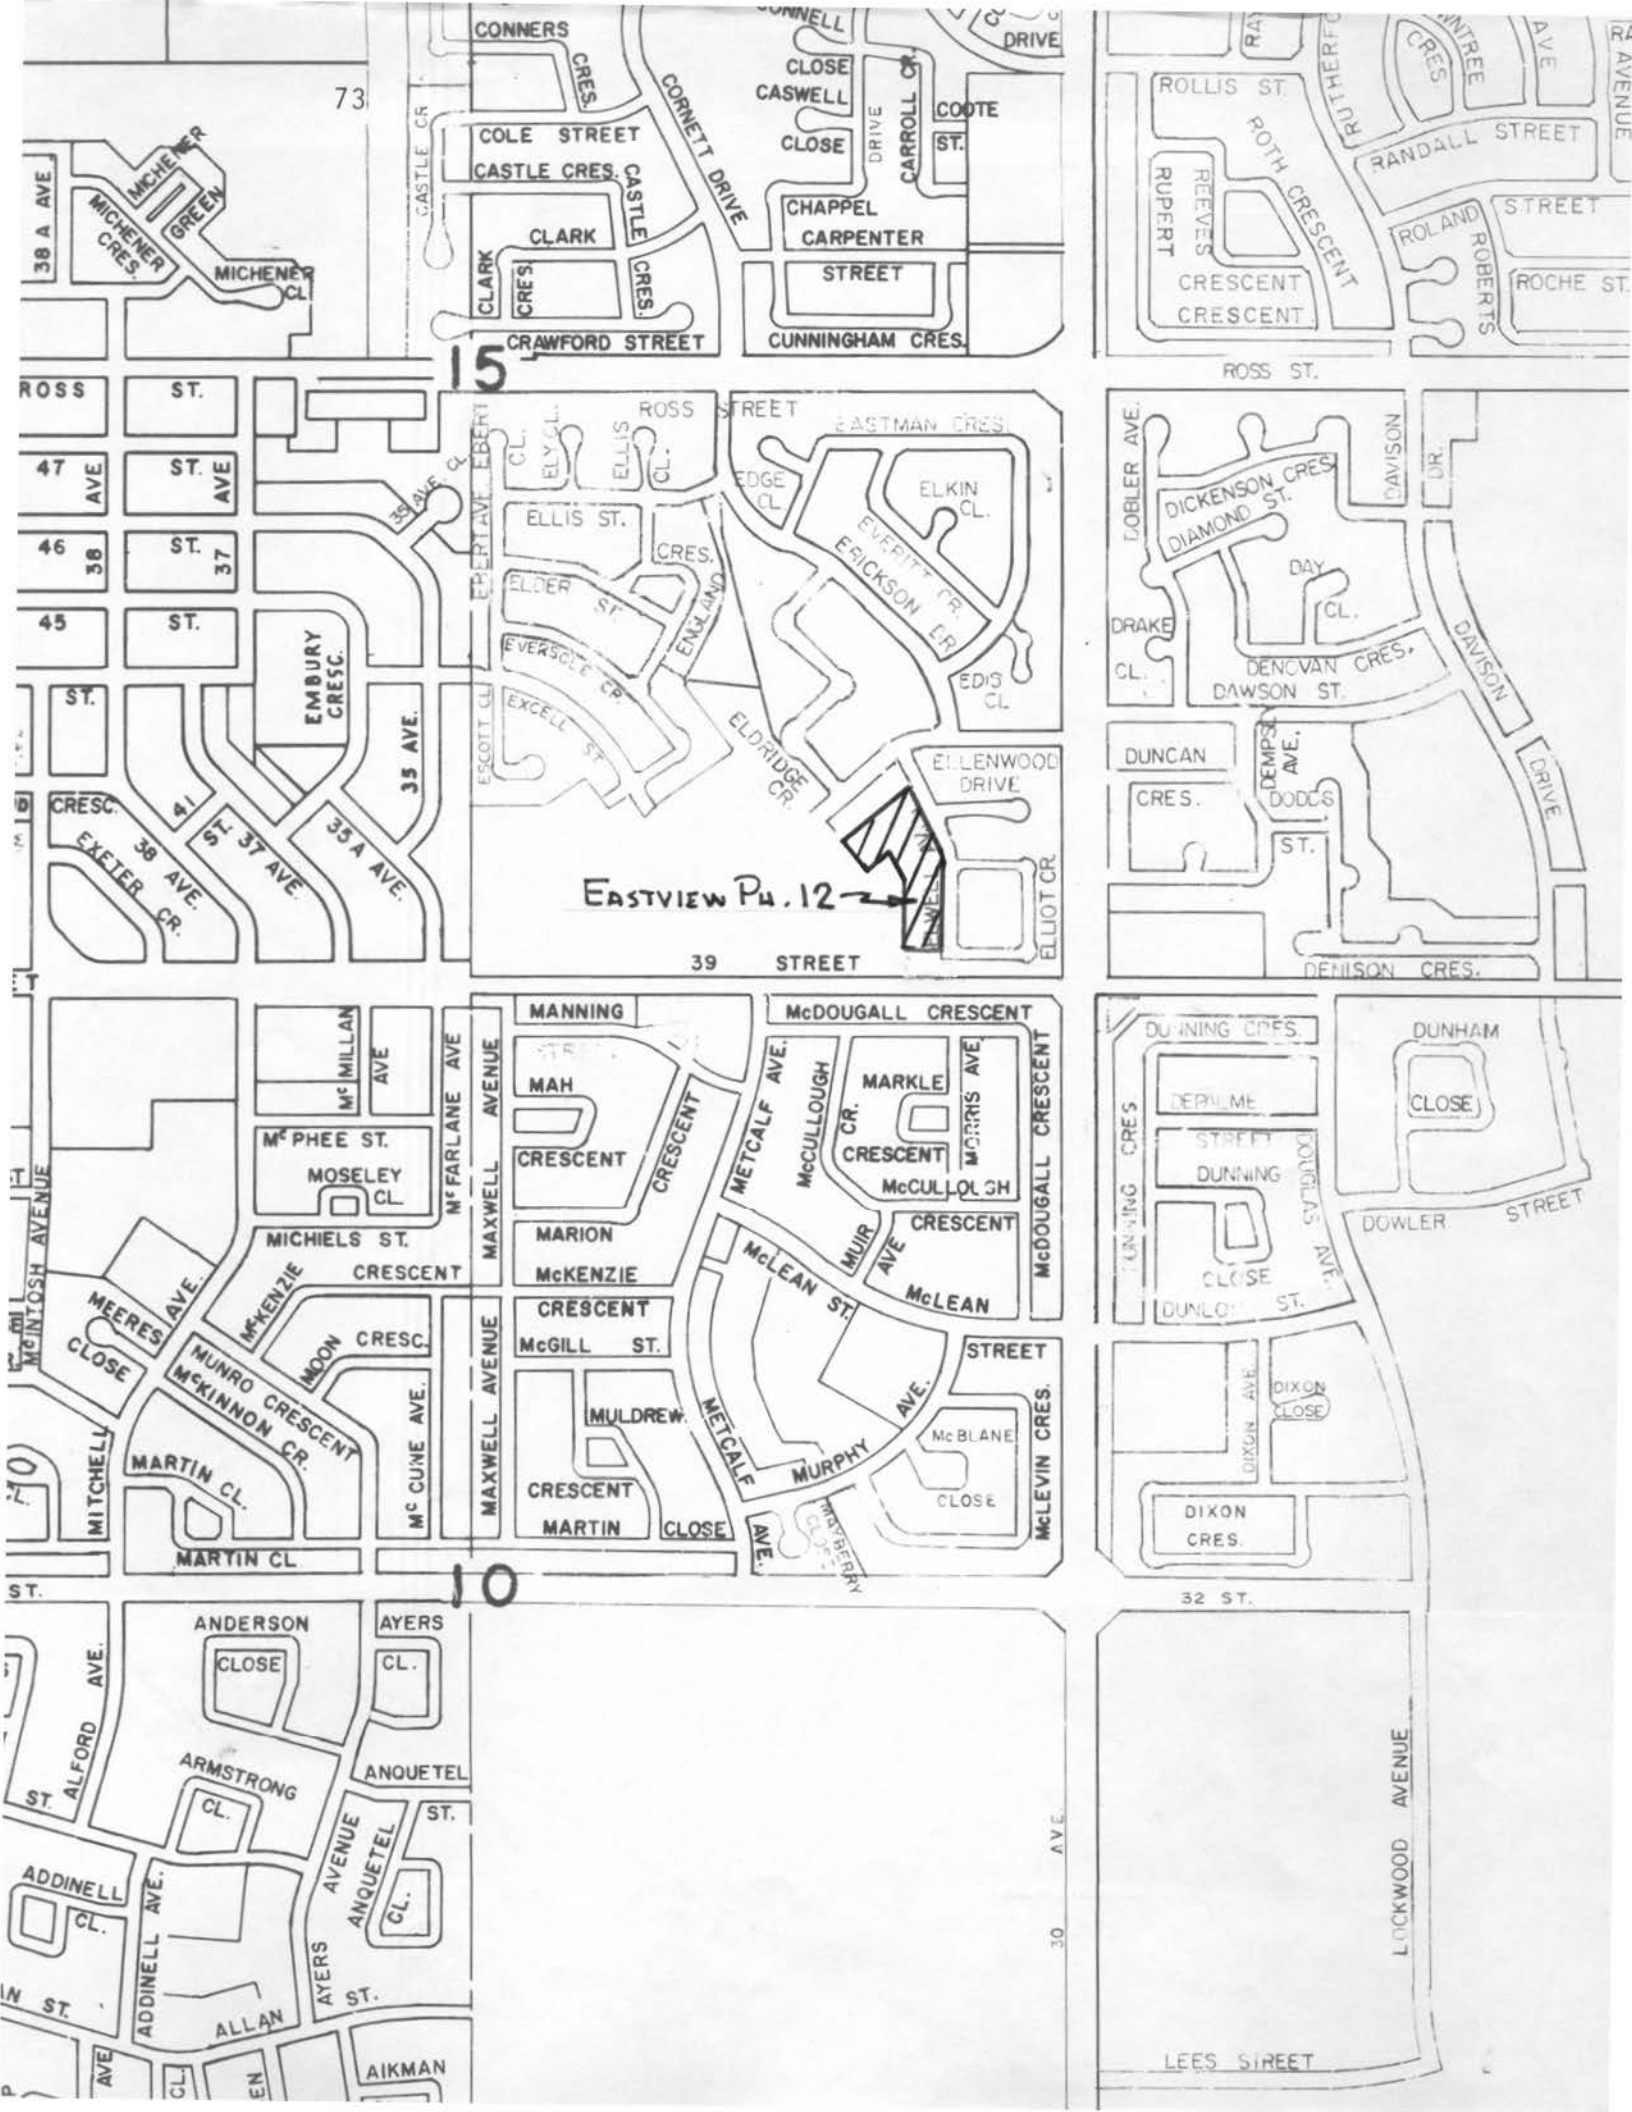 CONNERS
CRES.
CORNETT DRIVE
CLOSE
CASWELL
CLOSE
DRIVE
CARROLL CR.
COOTE
ST.
DRIVE
ROLLIS ST.
ROTH CRESCENT
CRES
AVE
AVENUE
RANDALL STREET
73
CASTLE CR
COLE STREET
CASTLE CRES.
CASTLE
CRES.
CLARK
CLARK
CRES.
CHAPPEL
CARPENTER
STREET
CRAWFORD STREET
CUNNINGHAM CRES.
RUPERT
REEVES
CRESCENT
CRESCENT
ROLAND
ROBERTS
STREET
ROCHE ST.
38 A AVE
MICHENER
GREEN
MICHENER
CRES.
MICHENER
CL
15
ROSS ST.
ROSS STREET
ROSS ST.
47 ST.
AVE
AVE
46 ST.
38
37
45 ST.
ST.
35 AVE CL
EBERT AVE. EBERT
CL.
ELY CL.
ELLIS
CL.
ELLIS ST.
CRES.
ENGLAND
ELDER ST.
EVERSOLE CR.
EXCELL ST
ESCOTT CL
EASTMAN CRES.
EDGE
CL.
ELKIN
CL.
EVERITT CR.
ERICKSON DR
EDIS
CL
ELDRIDGE
CR.
ELLENWOOD
DRIVE
ELLIOT CR
DOBLER AVE.
DICKENSON CRES
DIAMOND ST.
DAVISON
DR.
DAY
CL.
DRAKE
CL.
DENOVAN CRES.
DAWSON ST.
DAVISON
DRIVE
DUNCAN
CRES.
DEMPSEY
AVE.
DODDS
ST.
DENISON CRES.
EMBURY
CRESC.
35 AVE.
CRESC.
EXETER CR.
38 AVE.
41
ST.
37 AVE.
35 A AVE.
EASTVIEW PH. 12
39 STREET
MCMILLAN
AVE
MCPHEE ST.
MOSELEY
CL
MICHIELS ST.
MCFARLANE AVE
MAXWELL AVENUE
MANNING
MAH
CRESCENT
CRESCENT
MARION
MCKENZIE
CRESCENT
McGILL ST.
METCALF AVE.
McDOUGALL CRESCENT
McCULLOUGH
CR.
MARKLE
CRESCENT
MORRIS AVE.
McCULLOUGH
CRESCENT
McDOUGALL CRESCENT
MUIR
AVE
McLEAN ST.
McLEAN
STREET
DUNNING CRES.
DUNNING CRES.
STREET
DUNNING
CLOSE
DOUGLAS AVE.
DUNHAM
CLOSE
DOWLER STREET
McINTOSH AVENUE
MEERES
CLOSE
AVE.
MCKENZIE
CRESCENT
MOON
CRESC.
MUNRO CRESCENT
MCKINNON CR.
MITCHELL
MARTIN CL.
MARTIN CL
MC CUNE AVE.
MAXWELL AVENUE
MULDREW
CRESCENT
MARTIN CLOSE
METCALF
AVE.
MURPHY AVE.
MAYBERRY
McBLANE
CLOSE
McLEVIN CRES.
DIXON AVE
DIXON
CLOSE
DIXON
CRES.
10
ST.
32 ST.
ANDERSON
CLOSE
AYERS
CL.
ALFORD AVE.
ST.
ARMSTRONG
CL.
ANQUETEL
ST.
ANQUETEL
CL.
AYERS AVENUE
ADDINELL
CL.
ADDINELL AVE.
ST.
ST.
ALLAN
AVE
CL.
AIKMAN
30 AVE
LOCKWOOD AVENUE
LEES STREET